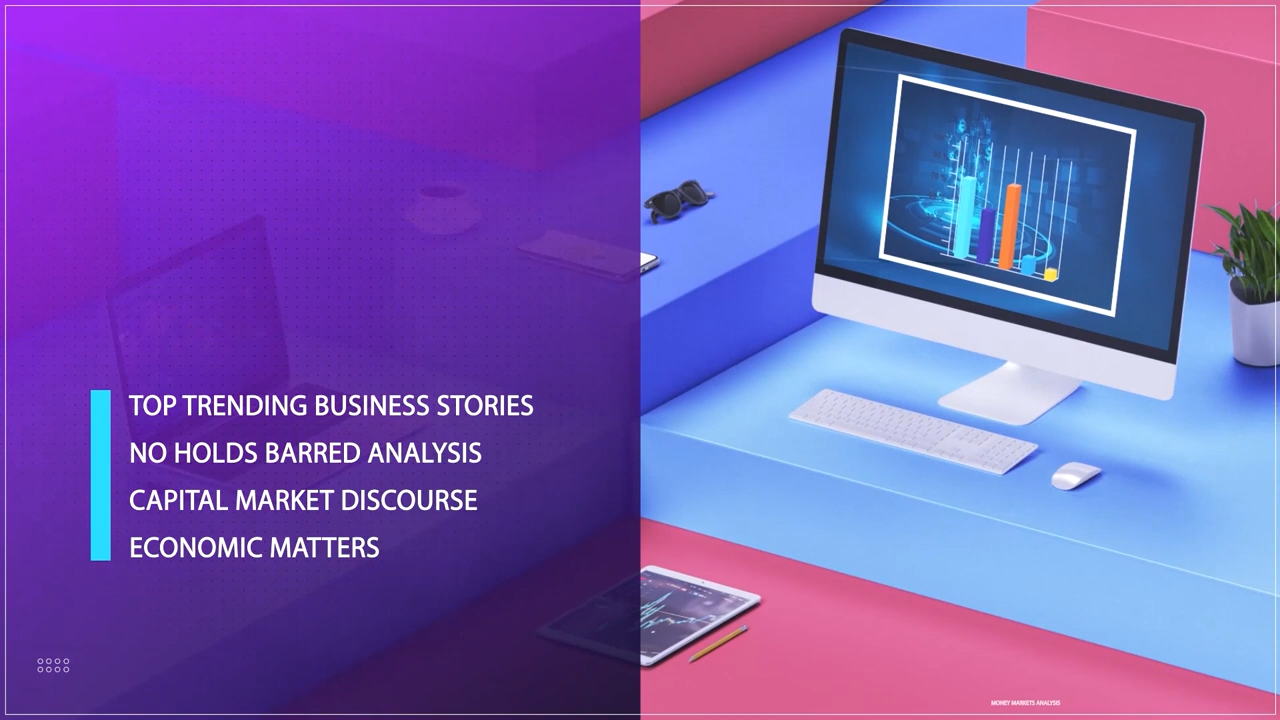 TOP TRENDING BUSINESS STORIES
NO HOLDS BARRED ANALYSIS
CAPITAL MARKET DISCOURSE
ECONOMIC MATTERS
MONEY MARKETS ANALYSIS